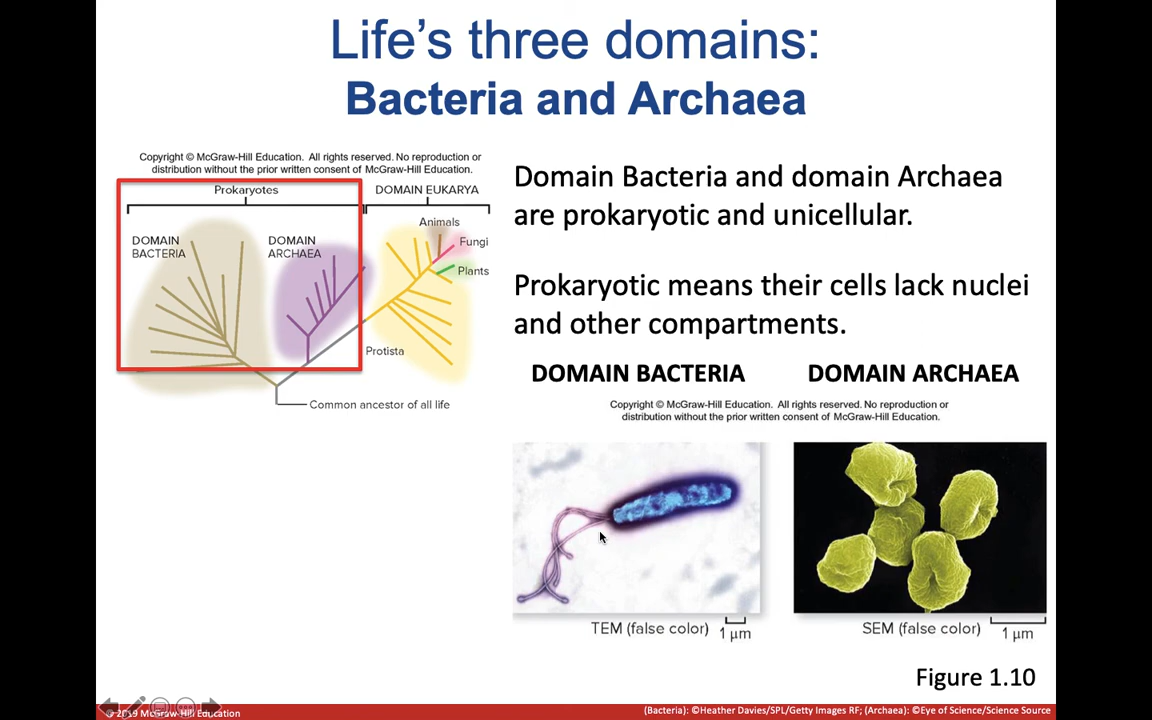 Life’s three domains:
Bacteria and Archaea
Copyright © McGraw-Hill Education. All rights reserved. No reproduction or
distribution without the prior written consent of McGraw-Hill Education.
Prokaryotes
DOMAIN EUKARYA
Animals
Fungi
Plants
DOMAIN
BACTERIA
DOMAIN
ARCHAEA
Protista
Common ancestor of all life
Domain Bacteria and domain Archaea
are prokaryotic and unicellular.
Prokaryotic means their cells lack nuclei
and other compartments.
DOMAIN BACTERIA
DOMAIN ARCHAEA
Copyright © McGraw-Hill Education. All rights reserved. No reproduction or
distribution without the prior written consent of McGraw-Hill Education.
TEM (false color)
1 μm
SEM (false color)
1 μm
Figure 1.10
© 2019 McGraw-Hill Education
(Bacteria): ©Heather Davies/SPL/Getty Images RF; (Archaea): ©Eye of Science/Science Source